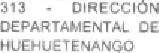 313 - DIRECCIÓN
DEPARTAMENTAL DE
HUEHUETENANGO